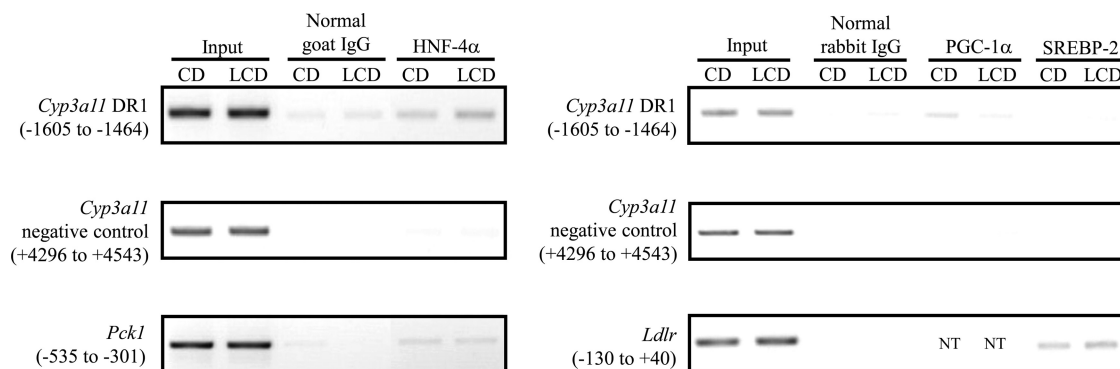 Input
Normal
goat IgG
HNF-4α
CD LCD CD LCD CD LCD
Cyp3a11 DR1
(-1605 to -1464)
Cyp3a11
negative control
(+4296 to +4543)
Pck1
(-535 to -301)
Input
Normal
rabbit IgG
PGC-1α
SREBP-2
CD LCD CD LCD CD LCD CD LCD
Cyp3a11 DR1
(-1605 to -1464)
Cyp3a11
negative control
(+4296 to +4543)
Ldlr
(-130 to +40)
NT NT